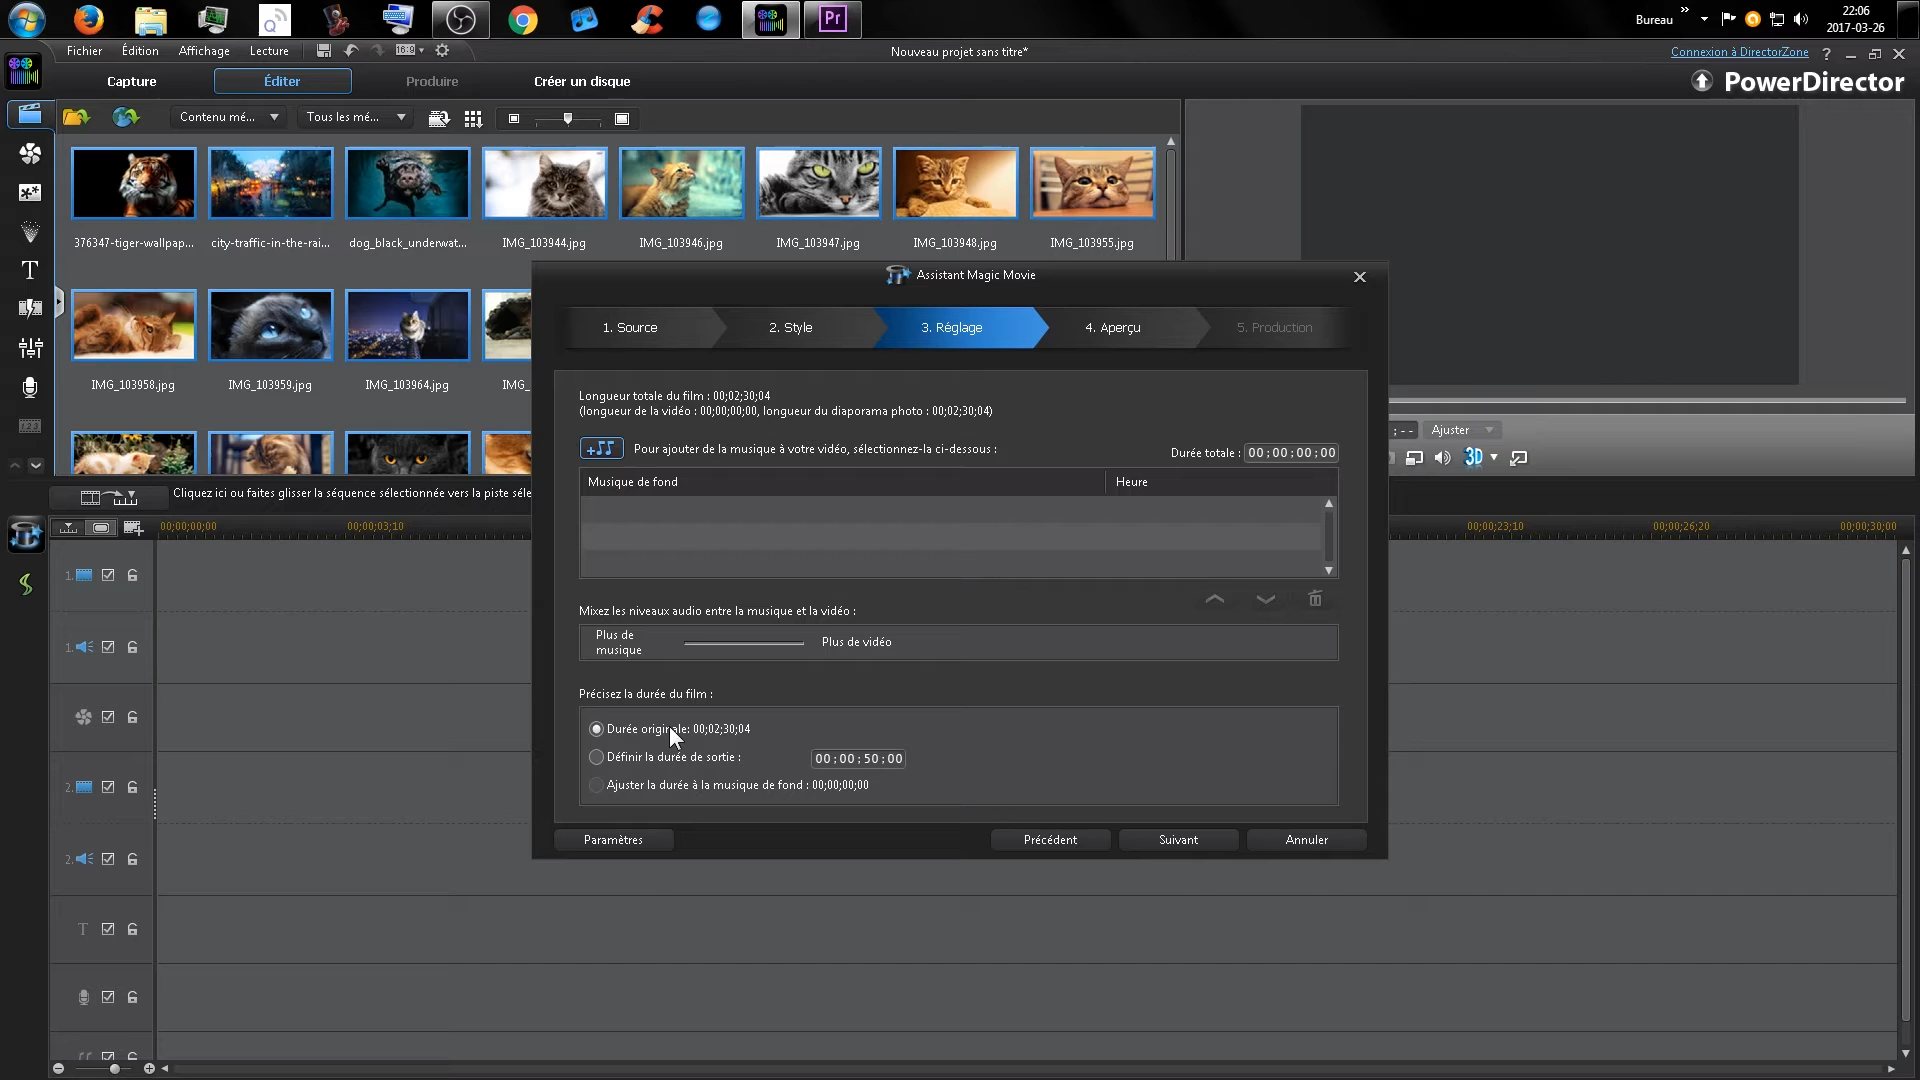 Bureau
»
22:06
2017-03-26
Pr
Fichier
Édition
Affichage
Lecture
16:9
Nouveau projet sans titre*
Connexion à DirectorZone
?
Capture
Éditer
Produire
Créer un disque
PowerDirector
Contenu mé...
Tous les mé...
376347-tiger-wallpap...
city-traffic-in-the-rai...
dog_black_underwat...
IMG_103944.jpg
IMG_103946.jpg
IMG_103947.jpg
IMG_103948.jpg
IMG_103955.jpg
IMG_103958.jpg
IMG_103959.jpg
IMG_103964.jpg
IMG_
Assistant Magic Movie
1. Source
2. Style
3. Réglage
4. Aperçu
5. Production
Longueur totale du film : 00;02;30;04
(longueur de la vidéo : 00;00;00;00, longueur du diaporama photo : 00;02;30;04)
Pour ajouter de la musique à votre vidéo, sélectionnez-la ci-dessous :
Durée totale : 00;00;00;00
Musique de fond
Heure
Mixez les niveaux audio entre la musique et la vidéo :
Plus de
musique
Plus de vidéo
Précisez la durée du film :
Durée originale: 00;02;30;04
Définir la durée de sortie :
00;00;50;00
Ajuster la durée à la musique de fond : 00;00;00;00
Paramètres
Précédent
Suivant
Annuler
; - -
Ajuster
3D
Cliquez ici ou faites glisser la séquence sélectionnée vers la piste séle
00;00;00;00
00;00;03;10
00;00;23;10
00;00;26;20
00;00;30;00
1.
1.
2.
2.
T